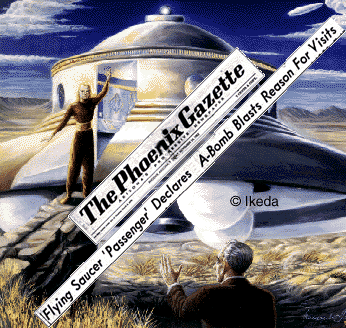 The Phoenix Gazette
Flying Saucer 'Passenger' Declares A-Bomb Blasts Reason For Visits
© Ikeda